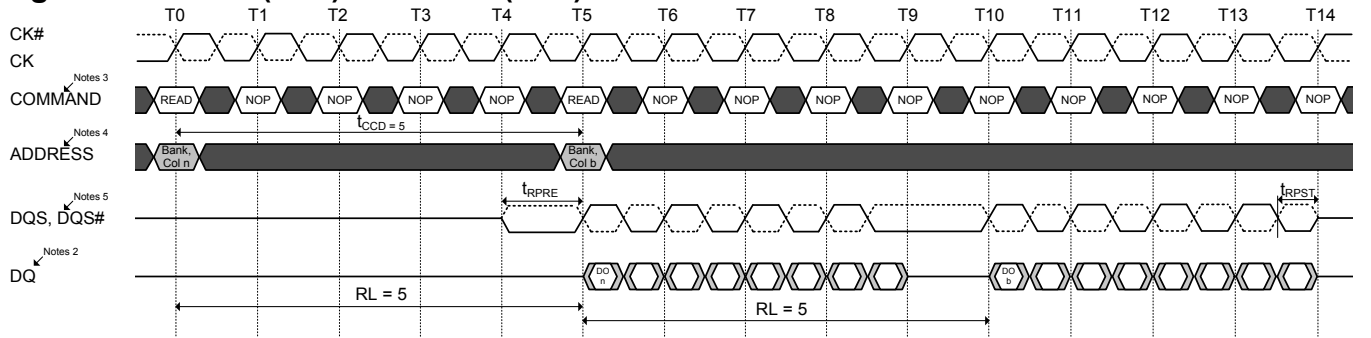 T0 T1 T2 T3 T4 T5 T6 T7 T8 T9 T10 T11 T12 T13 T14
CK#
CK
Notes 3
COMMAND READ NOP NOP NOP NOP READ NOP NOP NOP NOP NOP NOP NOP NOP NOP
tCCD = 5
Notes 4
ADDRESS Bank, Col n Bank, Col b
Notes 5
tRPRE tRPST
DQS, DQS#
Notes 2
DQ DO n DO b
RL = 5
RL = 5